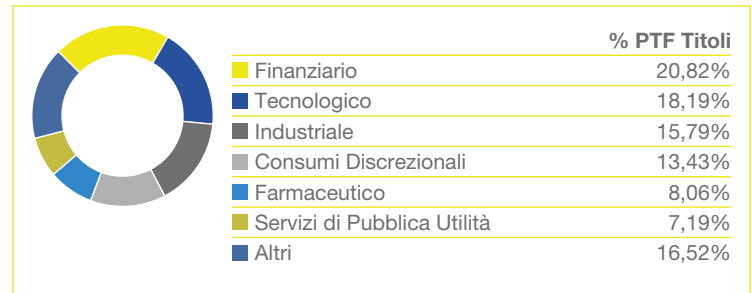 % PTF Titoli
Finanziario 20,82%
Tecnologico 18,19%
Industriale 15,79%
Consumi Discrezionali 13,43%
Farmaceutico 8,06%
Servizi di Pubblica Utilità 7,19%
Altri 16,52%